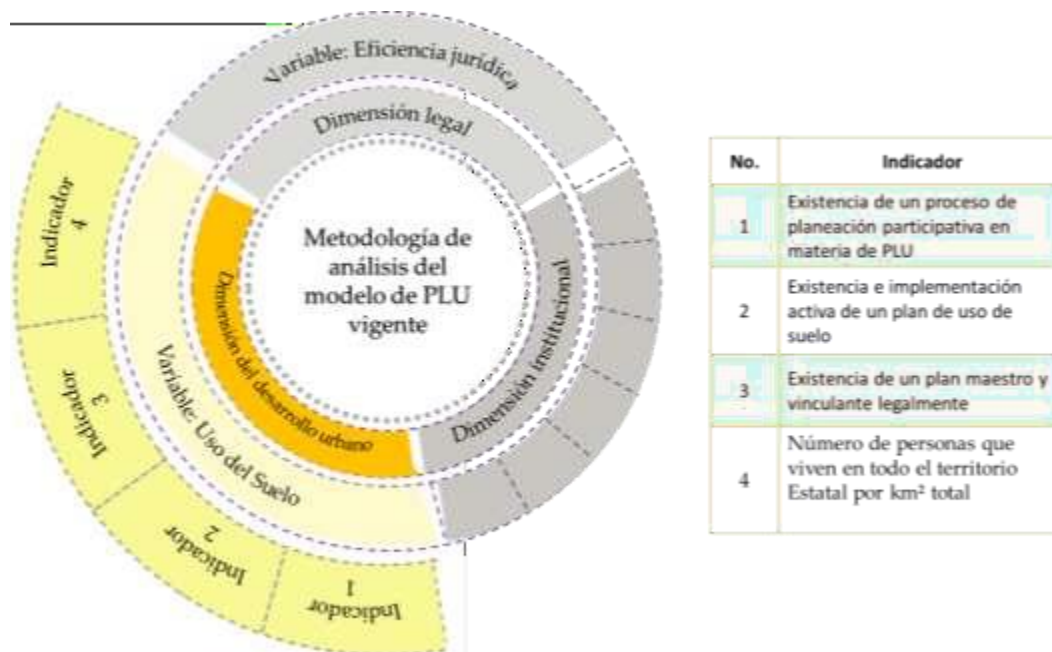 Variable: Eficiencia jurídica
Dimensión legal
Metodología de
análisis del
modelo de PLU
vigente
Dimensión institucional
Dimensión del desarrollo urbano
Variable: Uso del Suelo
Indicador
4
Indicador
3
Indicador
2
Indicador
1
No.
Indicador
1
Existencia de un proceso de
planeación participativa en
materia de PLU
2
Existencia e implementación
activa de un plan de uso de
suelo
3
Existencia de un plan maestro y
vinculante legalmente
4
Número de personas que
viven en todo el territorio
Estatal por km² total